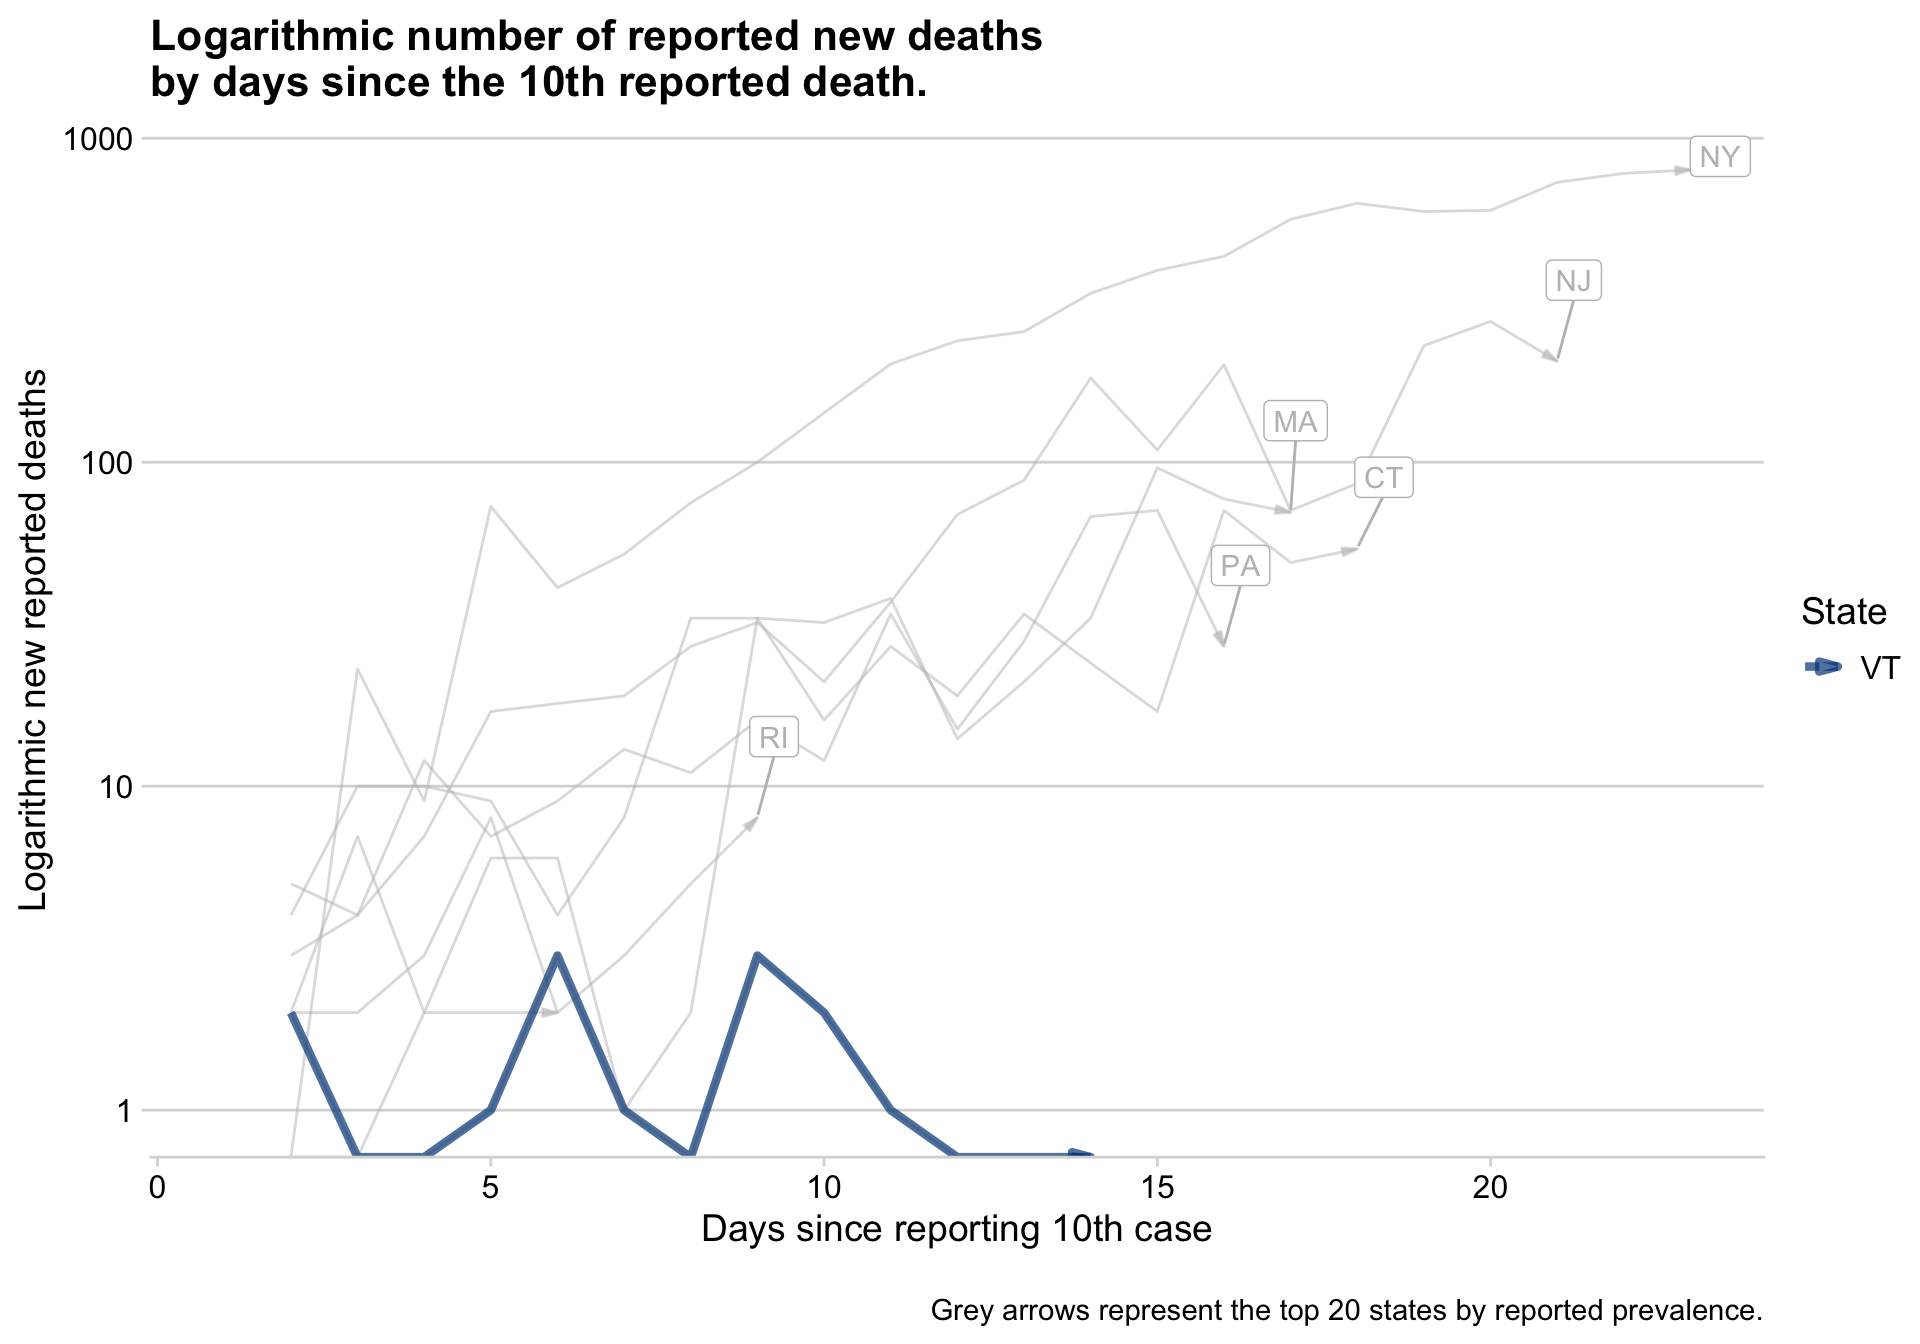 Logarithmic number of reported new deaths
by days since the 10th reported death.
1000
NY
NJ
MA
100
CT
PA
RI
10
1
Logarithmic new reported deaths
State
VT
0 5 10 15 20
Days since reporting 10th case
Grey arrows represent the top 20 states by reported prevalence.